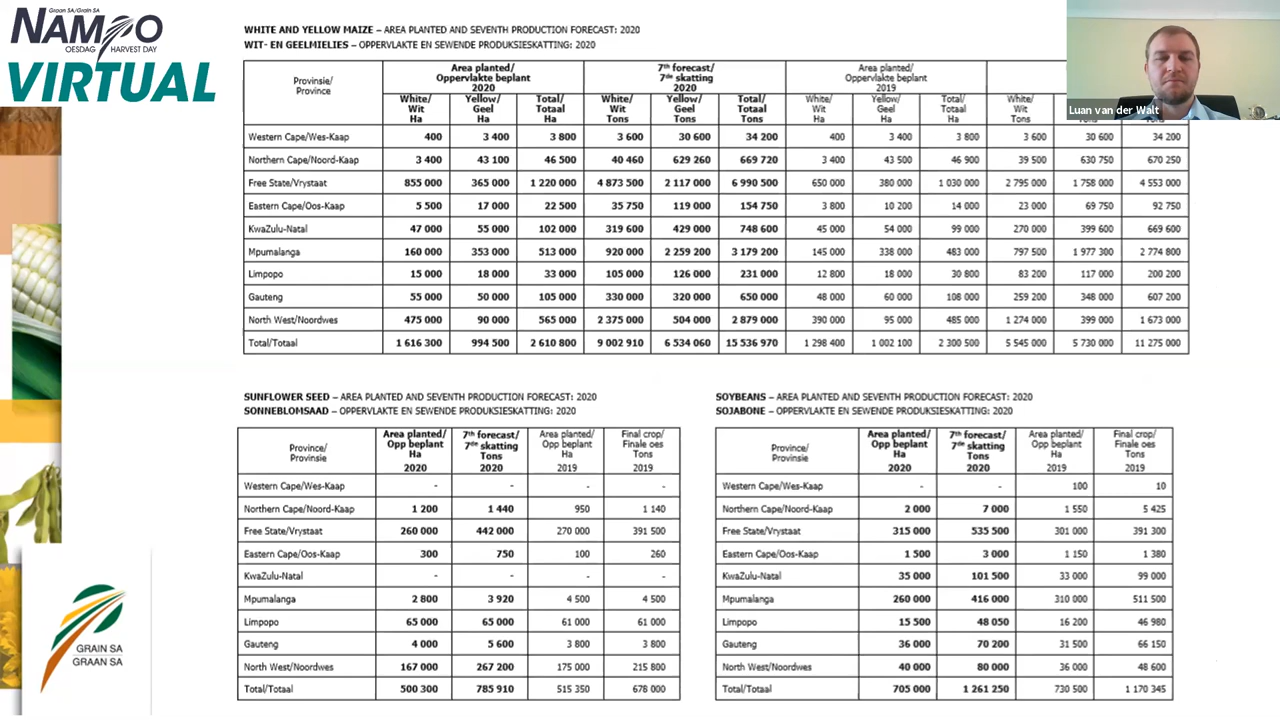 Graan SA/Grain SA
NAMPO
OESDAG HARVEST DAY
VIRTUAL
WHITE AND YELLOW MAIZE – AREA PLANTED AND SEVENTH PRODUCTION FORECAST: 2020
WIT- EN GEELMIELIES – OPPERVLAKTE EN SEWENDE PRODUKSIESKATTING: 2020
Provinsie/ Province
Area planted/ Oppervlakte beplant 2020
7th forecast/ 7de skatting 2020
Area planted/ Oppervlakte beplant 2019
White/ Wit Ha Yellow/ Geel Ha Total/ Totaal Ha White/ Wit Tons Yellow/ Geel Tons Total/ Totaal Tons White/ Wit Ha Yellow/ Geel Ha Total/ Totaal Ha White/ Wit Tons Tons Tons
Luan van der Walt
Western Cape/Wes-Kaap 400 3 400 3 800 3 600 30 600 34 200 400 3 400 3 800 3 600 30 600 34 200
Northern Cape/Noord-Kaap 3 400 43 100 46 500 40 460 629 260 669 720 3 400 43 500 46 900 39 500 630 750 670 250
Free State/Vrystaat 855 000 365 000 1 220 000 4 873 500 2 117 000 6 990 500 650 000 380 000 1 030 000 2 795 000 1 758 000 4 553 000
Eastern Cape/Oos-Kaap 5 500 17 000 22 500 35 750 119 000 154 750 3 800 10 200 14 000 23 000 69 750 92 750
KwaZulu-Natal 47 000 55 000 102 000 319 600 429 000 748 600 45 000 54 000 99 000 270 000 399 600 669 600
Mpumalanga 160 000 353 000 513 000 920 000 2 259 200 3 179 200 145 000 338 000 483 000 797 500 1 977 300 2 774 800
Limpopo 15 000 18 000 33 000 105 000 126 000 231 000 12 800 18 000 30 800 83 200 117 000 200 200
Gauteng 55 000 50 000 105 000 330 000 320 000 650 000 48 000 60 000 108 000 259 200 348 000 607 200
North West/Noordwes 475 000 90 000 565 000 2 375 000 504 000 2 879 000 390 000 95 000 485 000 1 274 000 399 000 1 673 000
Total/Totaal 1 616 300 994 500 2 610 800 9 002 910 6 534 060 15 536 970 1 298 400 1 002 100 2 300 500 5 545 000 5 730 000 11 275 000
SUNFLOWER SEED – AREA PLANTED AND SEVENTH PRODUCTION FORECAST: 2020
SONNEBLOMSAAD – OPPERVLAKTE EN SEWENDE PRODUKSIESKATTING: 2020
Province/ Provinsie
Area planted/ Opp beplant Ha 2020
7th forecast/ 7de skatting Tons 2020
Area planted/ Opp beplant Ha 2019
Final crop/ Finale oes Tons 2019
Western Cape/Wes-Kaap - - - -
Northern Cape/Noord-Kaap 1 200 1 440 950 1 140
Free State/Vrystaat 260 000 442 000 270 000 391 500
Eastern Cape/Oos-Kaap 300 750 100 260
KwaZulu-Natal - - - -
Mpumalanga 2 800 3 920 4 500 4 500
Limpopo 65 000 65 000 61 000 61 000
Gauteng 4 000 5 600 3 800 3 800
North West/Noordwes 167 000 267 200 175 000 215 800
Total/Totaal 500 300 785 910 515 350 678 000
SOYBEANS – AREA PLANTED AND SEVENTH PRODUCTION FORECAST: 2020
SOJABONE – OPPERVLAKTE EN SEWENDE PRODUKSIESKATTING: 2020
Province/ Provinsie
Area planted/ Opp beplant Ha 2020
7th forecast/ 7de skatting Tons 2020
Area planted/ Opp beplant Ha 2019
Final crop/ Finale oes Tons 2019
Western Cape/Wes-Kaap - - 100 10
Northern Cape/Noord-Kaap 2 000 7 000 1 550 5 425
Free State/Vrystaat 315 000 535 500 301 000 391 300
Eastern Cape/Oos-Kaap 1 500 3 000 1 150 1 380
KwaZulu-Natal 35 000 101 500 33 000 99 000
Mpumalanga 260 000 416 000 310 000 511 500
Limpopo 15 500 48 050 16 200 46 980
Gauteng 36 000 70 200 31 500 66 150
North West/Noordwes 40 000 80 000 36 000 48 600
Total/Totaal 705 000 1 261 250 730 500 1 170 345
GRAIN SA
GRAAN SA